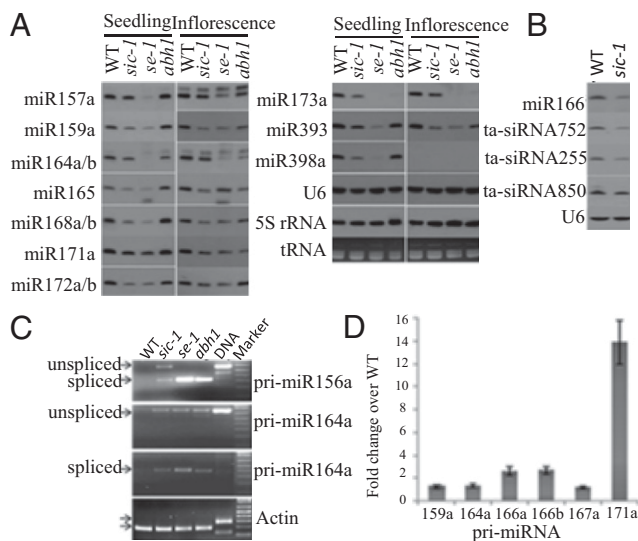 A
Seedling Inflorescence
WT sic-1 se-1 abh1 WT sic-1 se-1 abh1
miR157a
miR159a
miR164a/b
miR165
miR168a/b
miR171a
miR172a/b
Seedling Inflorescence
WT sic-1 se-1 abh1 WT sic-1 se-1 abh1
miR173a
miR393
miR398a
U6
5S rRNA
tRNA
B
WT sic-1
miR166
ta-siRNA752
ta-siRNA255
ta-siRNA850
U6
C
WT sic-1 se-1 abh1 DNA Marker
unspliced
spliced
pri-miR156a
unspliced
pri-miR164a
spliced
pri-miR164a
Actin
D
Fold change over WT
16
14
12
10
8
6
4
2
0
159a 164a 166a 166b 167a 171a
pri-miRNA